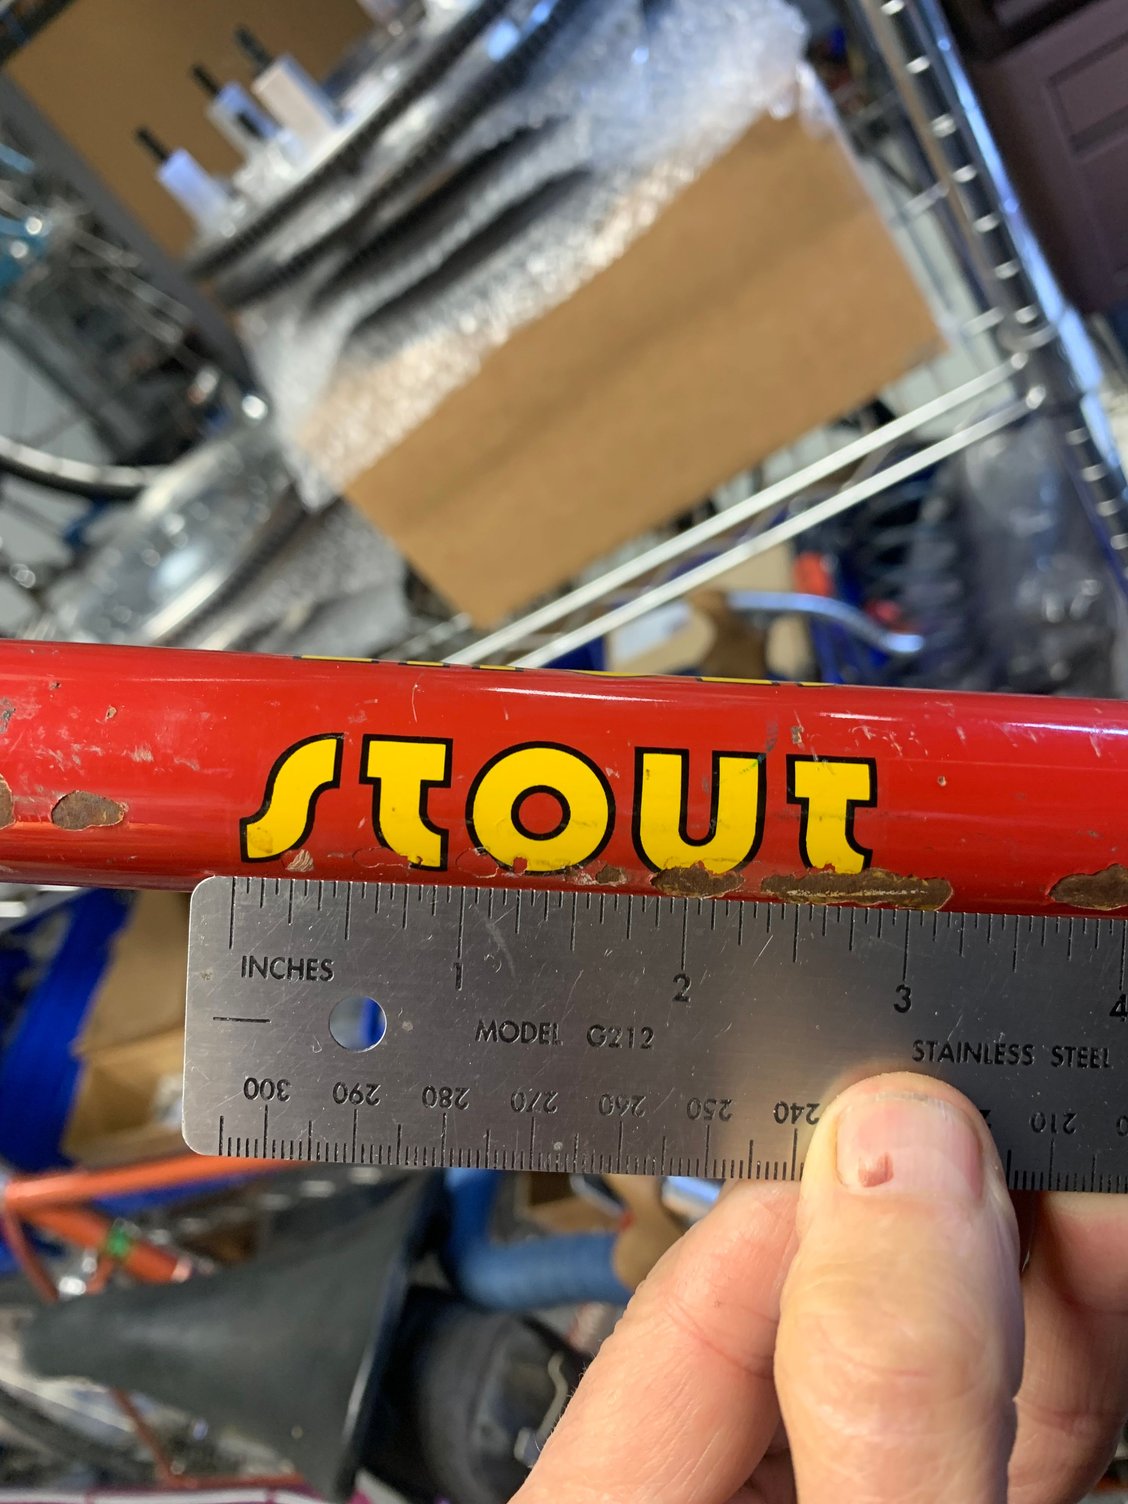 STOUT
1 2 3 4
INCHES
MODEL G212
STAINLESS STEEL
300 290 280 270 260 250 240 210